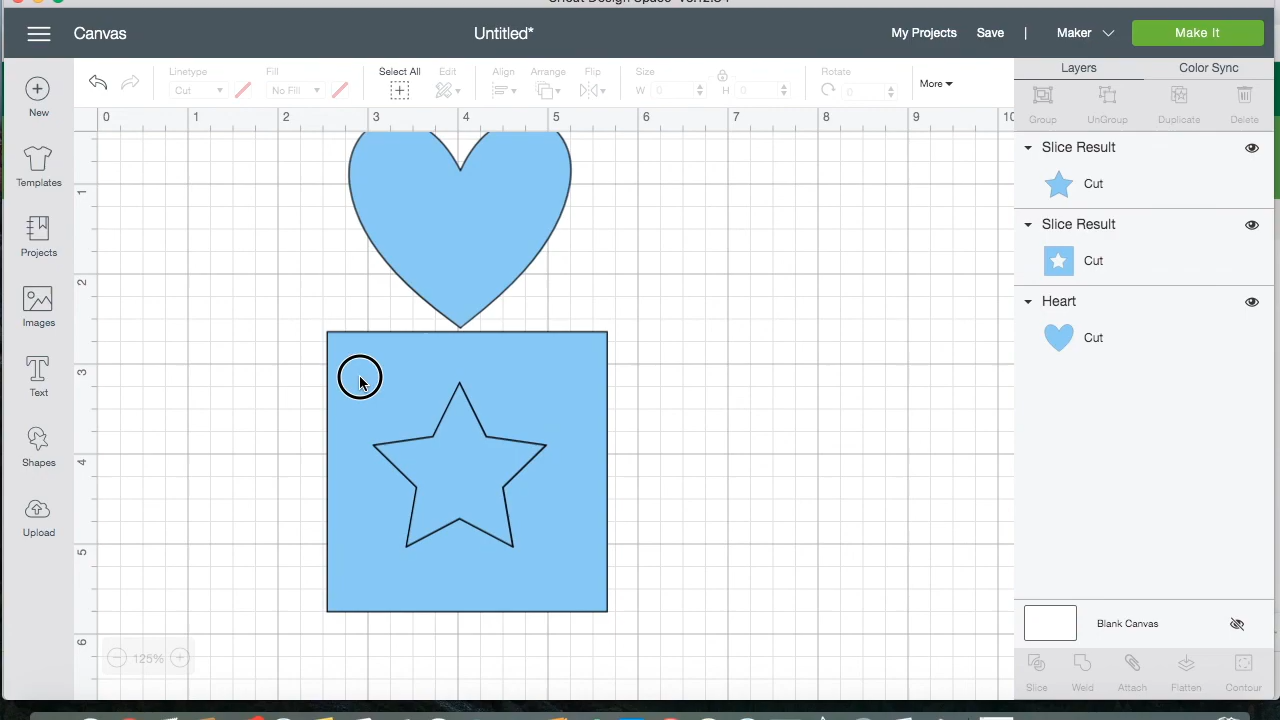 Canvas
Untitled*
My Projects Save | Maker Make It
Linetype
Cut
Fill
No Fill
Select All
Edit
Align
Arrange
Flip
Size
W 0 H 0
Rotate
0
More
Layers Color Sync
New
Templates
Projects
Images
Text
Shapes
Upload
0 1 2 3 4 5 6 7 8 9 10
1
2
3
4
5
6
125%
Group UnGroup Duplicate Delete
Slice Result
Cut
Slice Result
Cut
Heart
Cut
Blank Canvas
Slice Weld Attach Flatten Contour